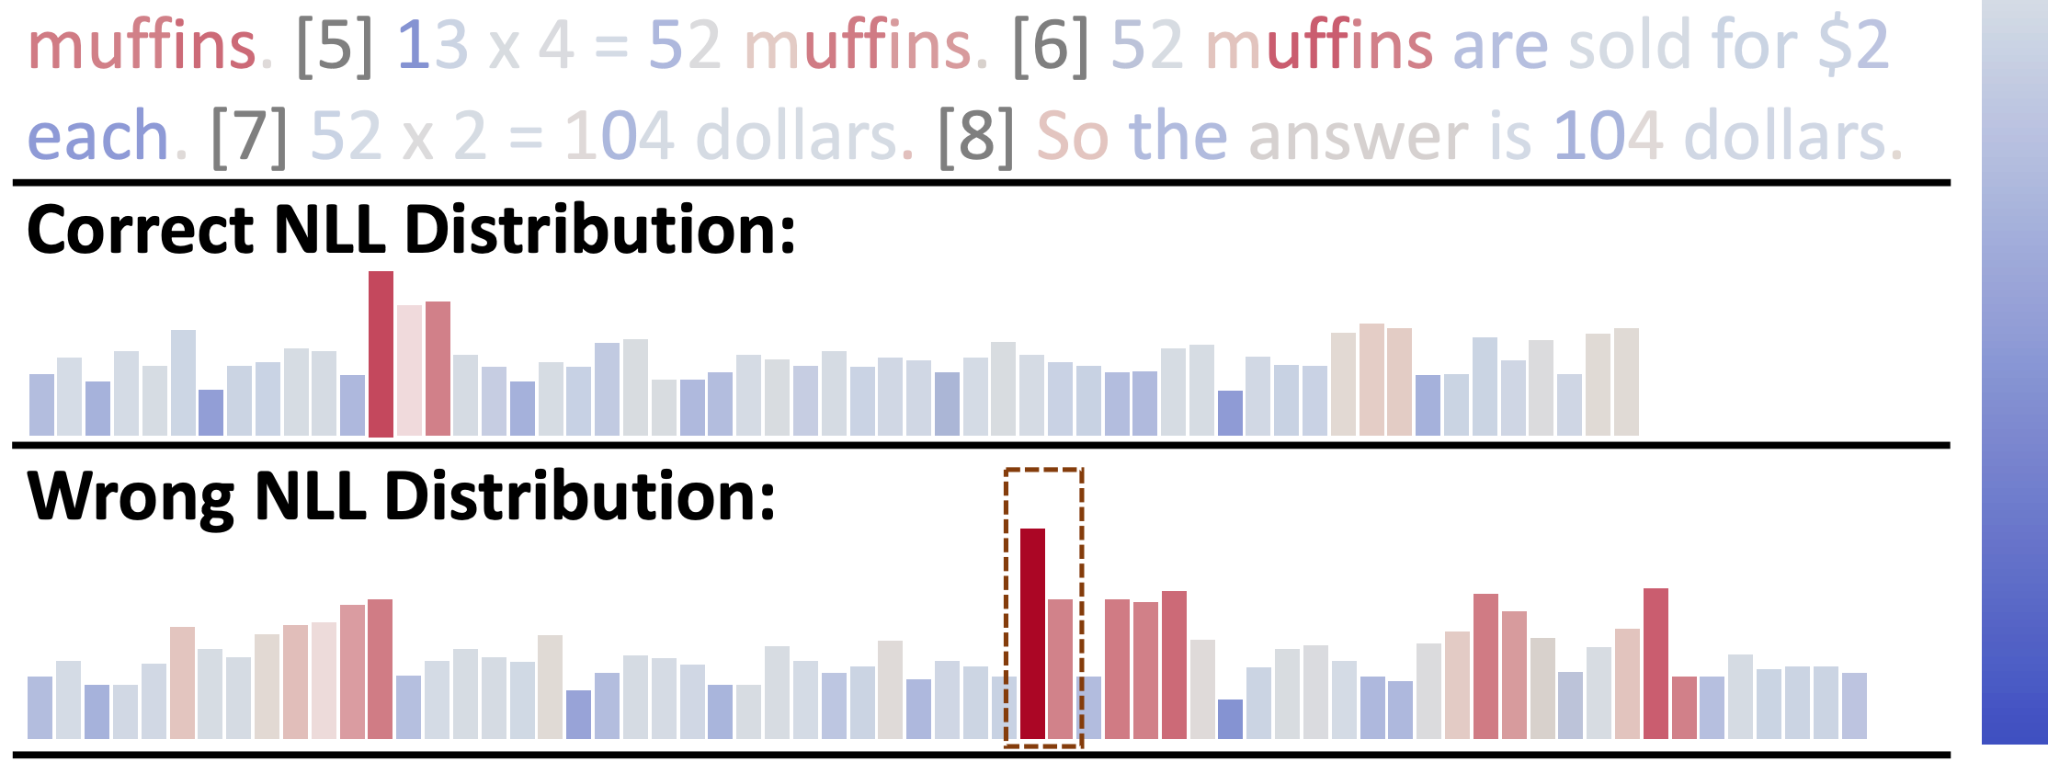 muffins. [5] 13 x 4 = 52 muffins. [6] 52 muffins are sold for $2
each. [7] 52 x 2 = 104 dollars. [8] So the answer is 104 dollars.
Correct NLL Distribution:
Wrong NLL Distribution: